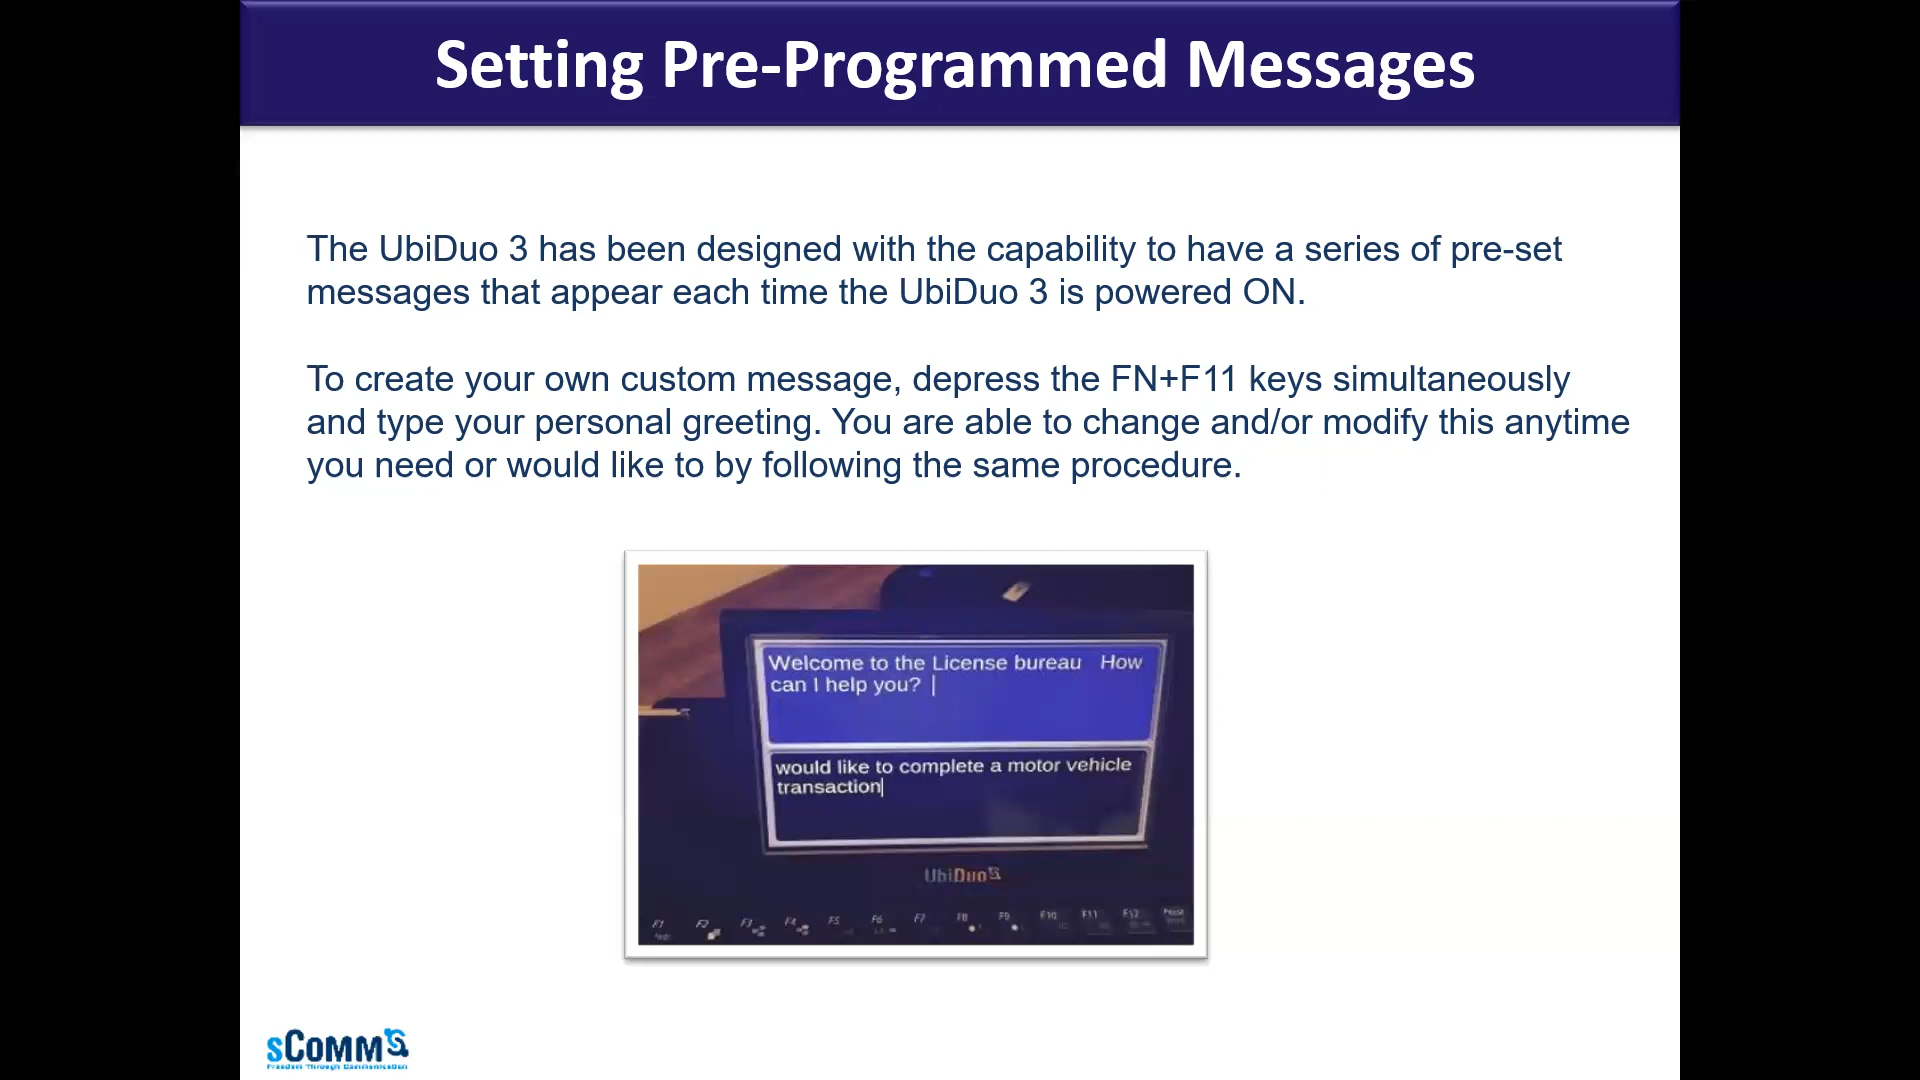 Setting Pre-Programmed Messages
The UbiDuo 3 has been designed with the capability to have a series of pre-set
messages that appear each time the UbiDuo 3 is powered ON.
To create your own custom message, depress the FN+F11 keys simultaneously
and type your personal greeting. You are able to change and/or modify this anytime
you need or would like to by following the same procedure.
Welcome to the License bureau How
can I help you?
would like to complete a motor vehicle
transaction
UbiDuo
F1 F2 F3 F4 F5 F6 F7 F8 F9 F10 F11 F12 Pause
sComm
Freedom Through Communication